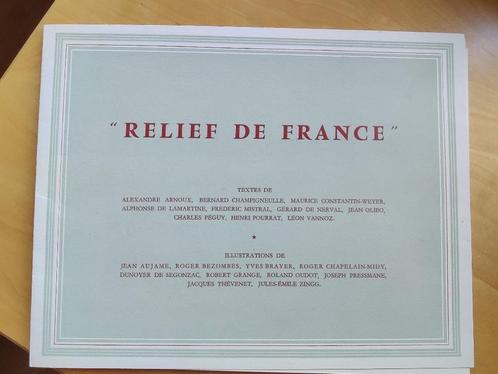 "RELIEF DE FRANCE"
TEXTES DE
ALEXANDRE ARNOUX, BERNARD CHAMPIGNEULLE, MAURICE CONSTANTIN-WEYER,
ALPHONSE DE LAMARTINE, FRÉDÉRIC MISTRAL, GÉRARD DE NERVAL, JEAN OLIBO,
CHARLES PÉGUY, HENRI POURRAT, LÉON VANNOZ.
★
ILLUSTRATIONS DE
JEAN AUJAME, ROGER BEZOMBES, YVES BRAYER, ROGER CHAPELAIN-MIDY,
DUNOYER DE SEGONZAC, ROBERT GRANGE, ROLAND OUDOT, JOSEPH PRESSMANE,
JACQUES THÉVENET, JULES-ÉMILE ZINGG.